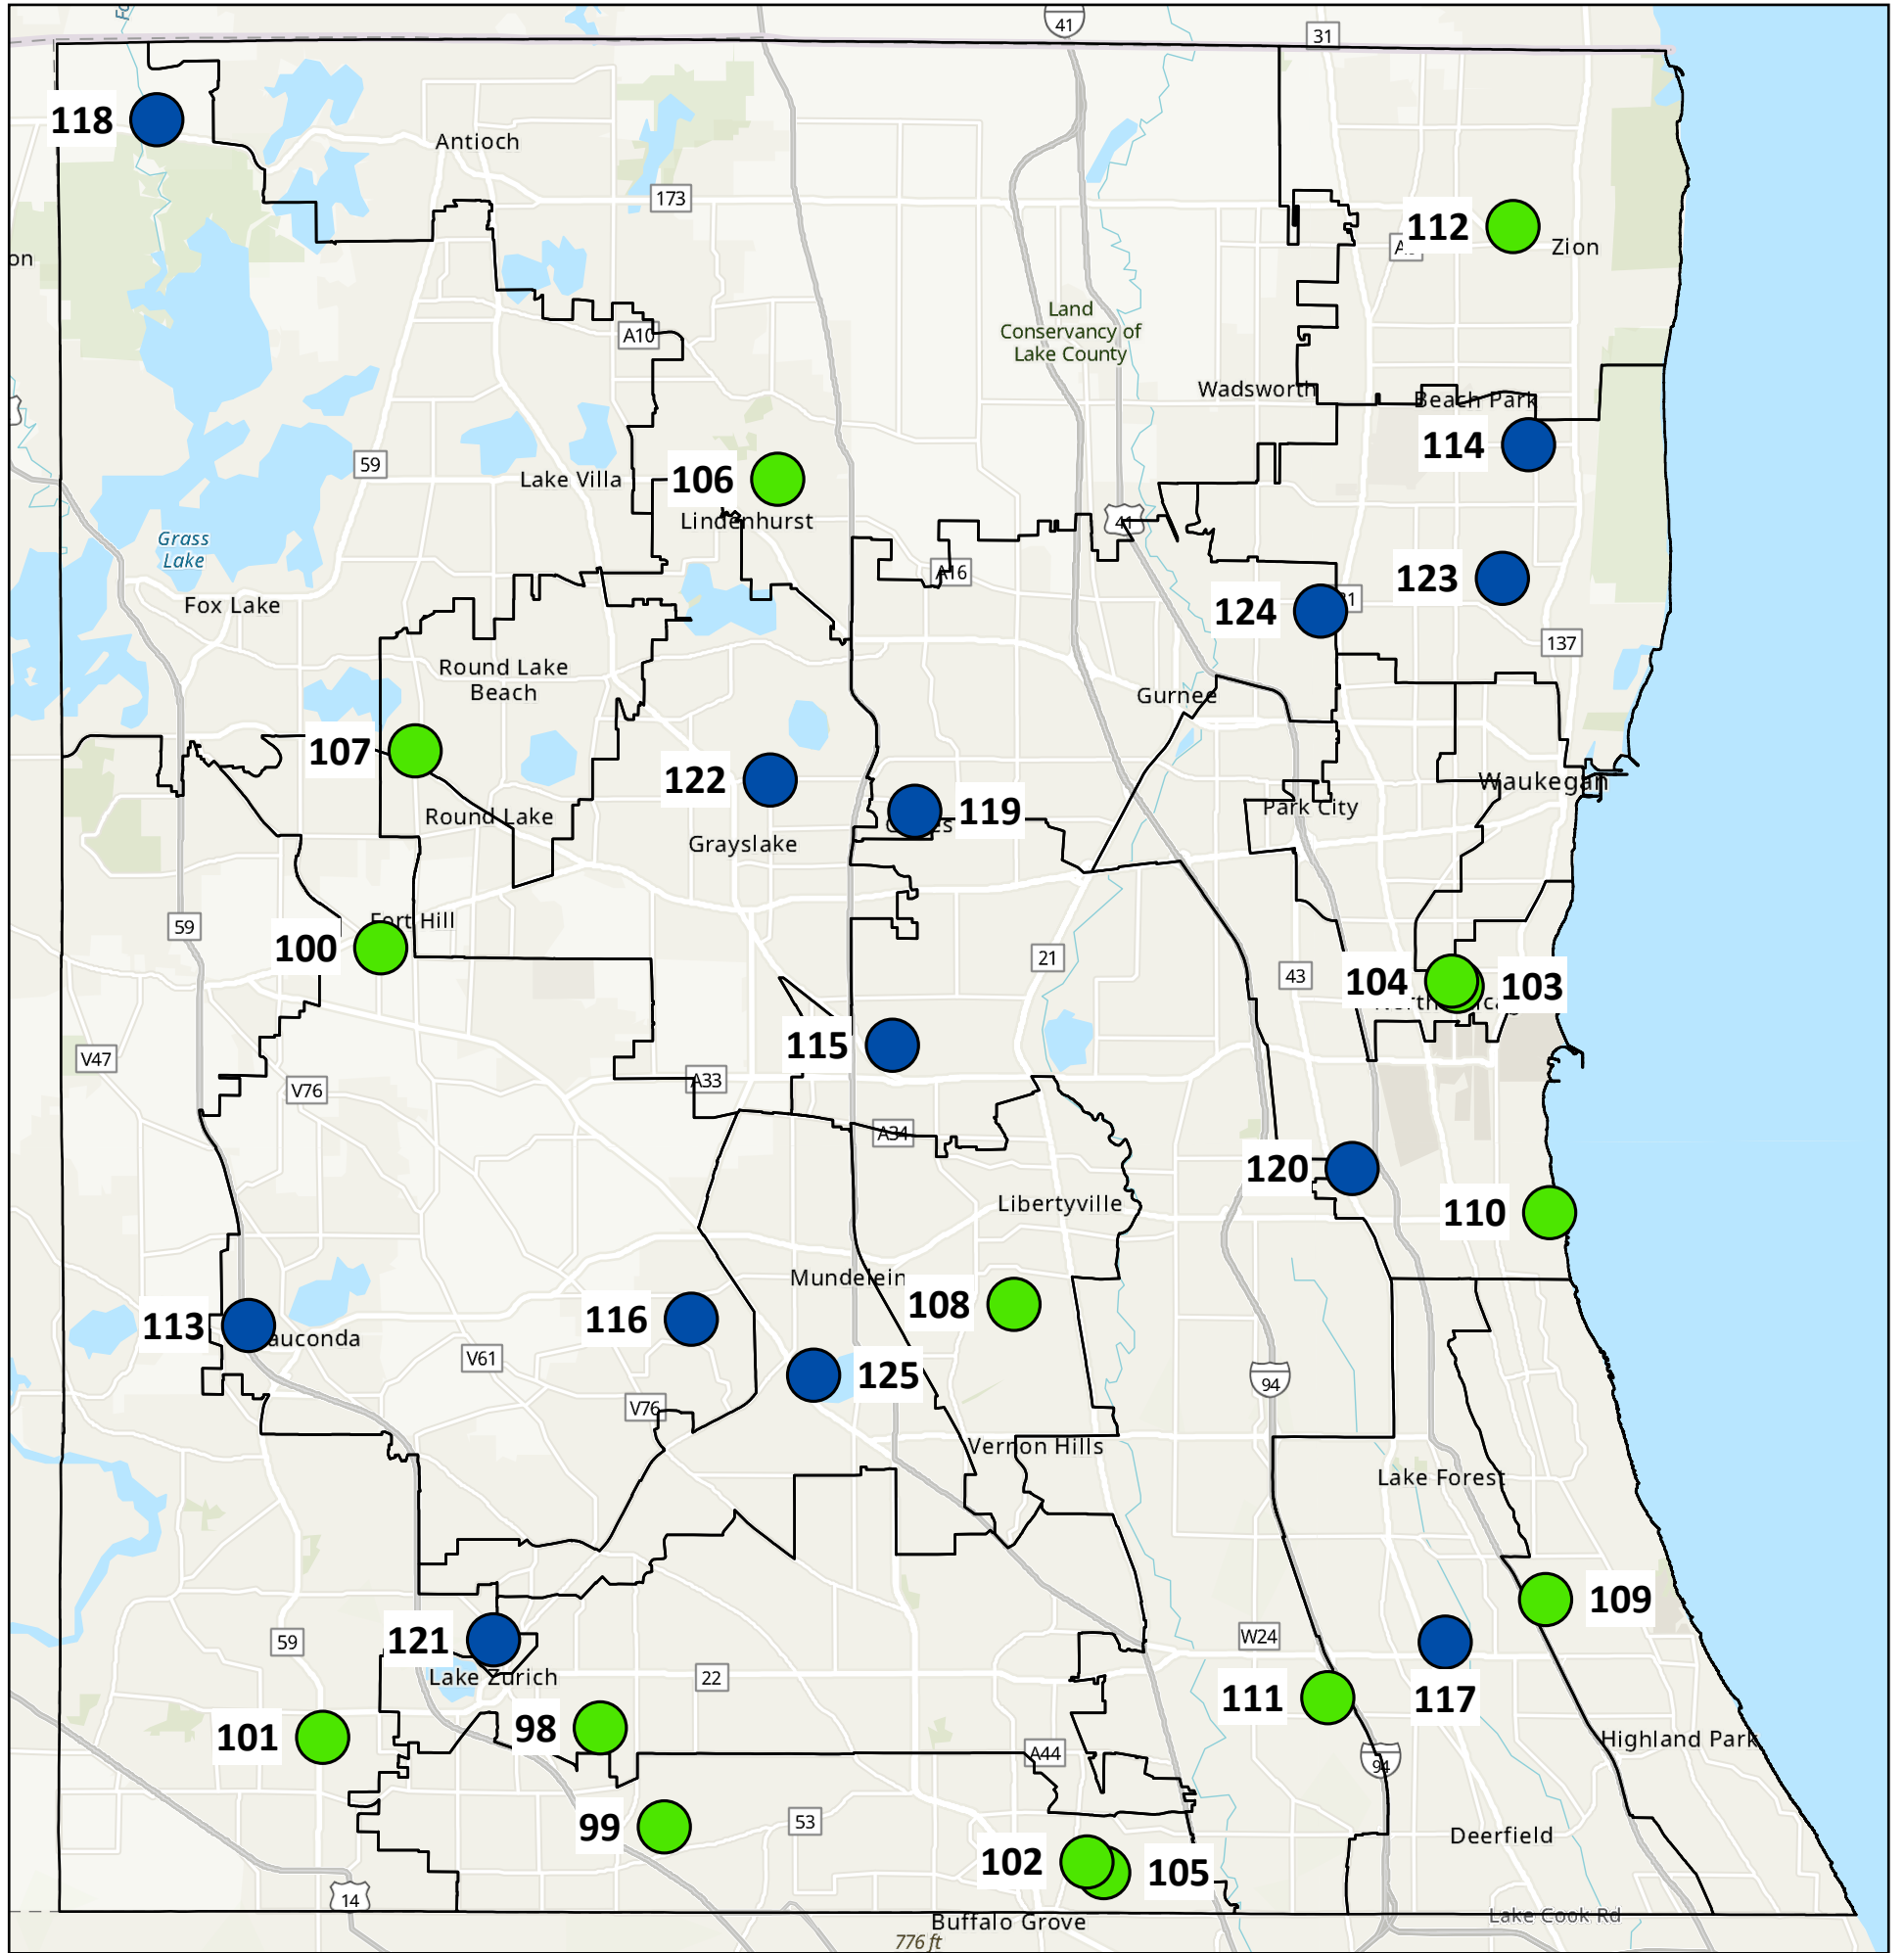 41
31
118
Antioch
173
112
Zion
on
Land
Conservancy of
Lake County
A10
Wadsworth
Beach Park
114
59
Lake Villa
106
Lindenhurst
41
Grass
Lake
A16
123
Fox Lake
124
137
Round Lake
Beach
Gurnee
107
122
Waukegan
Round Lake
119
Park City
Grayslake
59
Fort Hill
100
21
43
104
103
115
V47
A33
V76
A34
120
Libertyville
110
Mundelein
108
113
116
auconda
V61
125
94
V76
Vernon Hills
Lake Forest
109
59
121
W24
Lake Zurich
22
111
117
101
98
Highland Park
A44
94
99
53
Deerfield
102
105
14
Buffalo Grove
Lake Cook Rd
776 ft